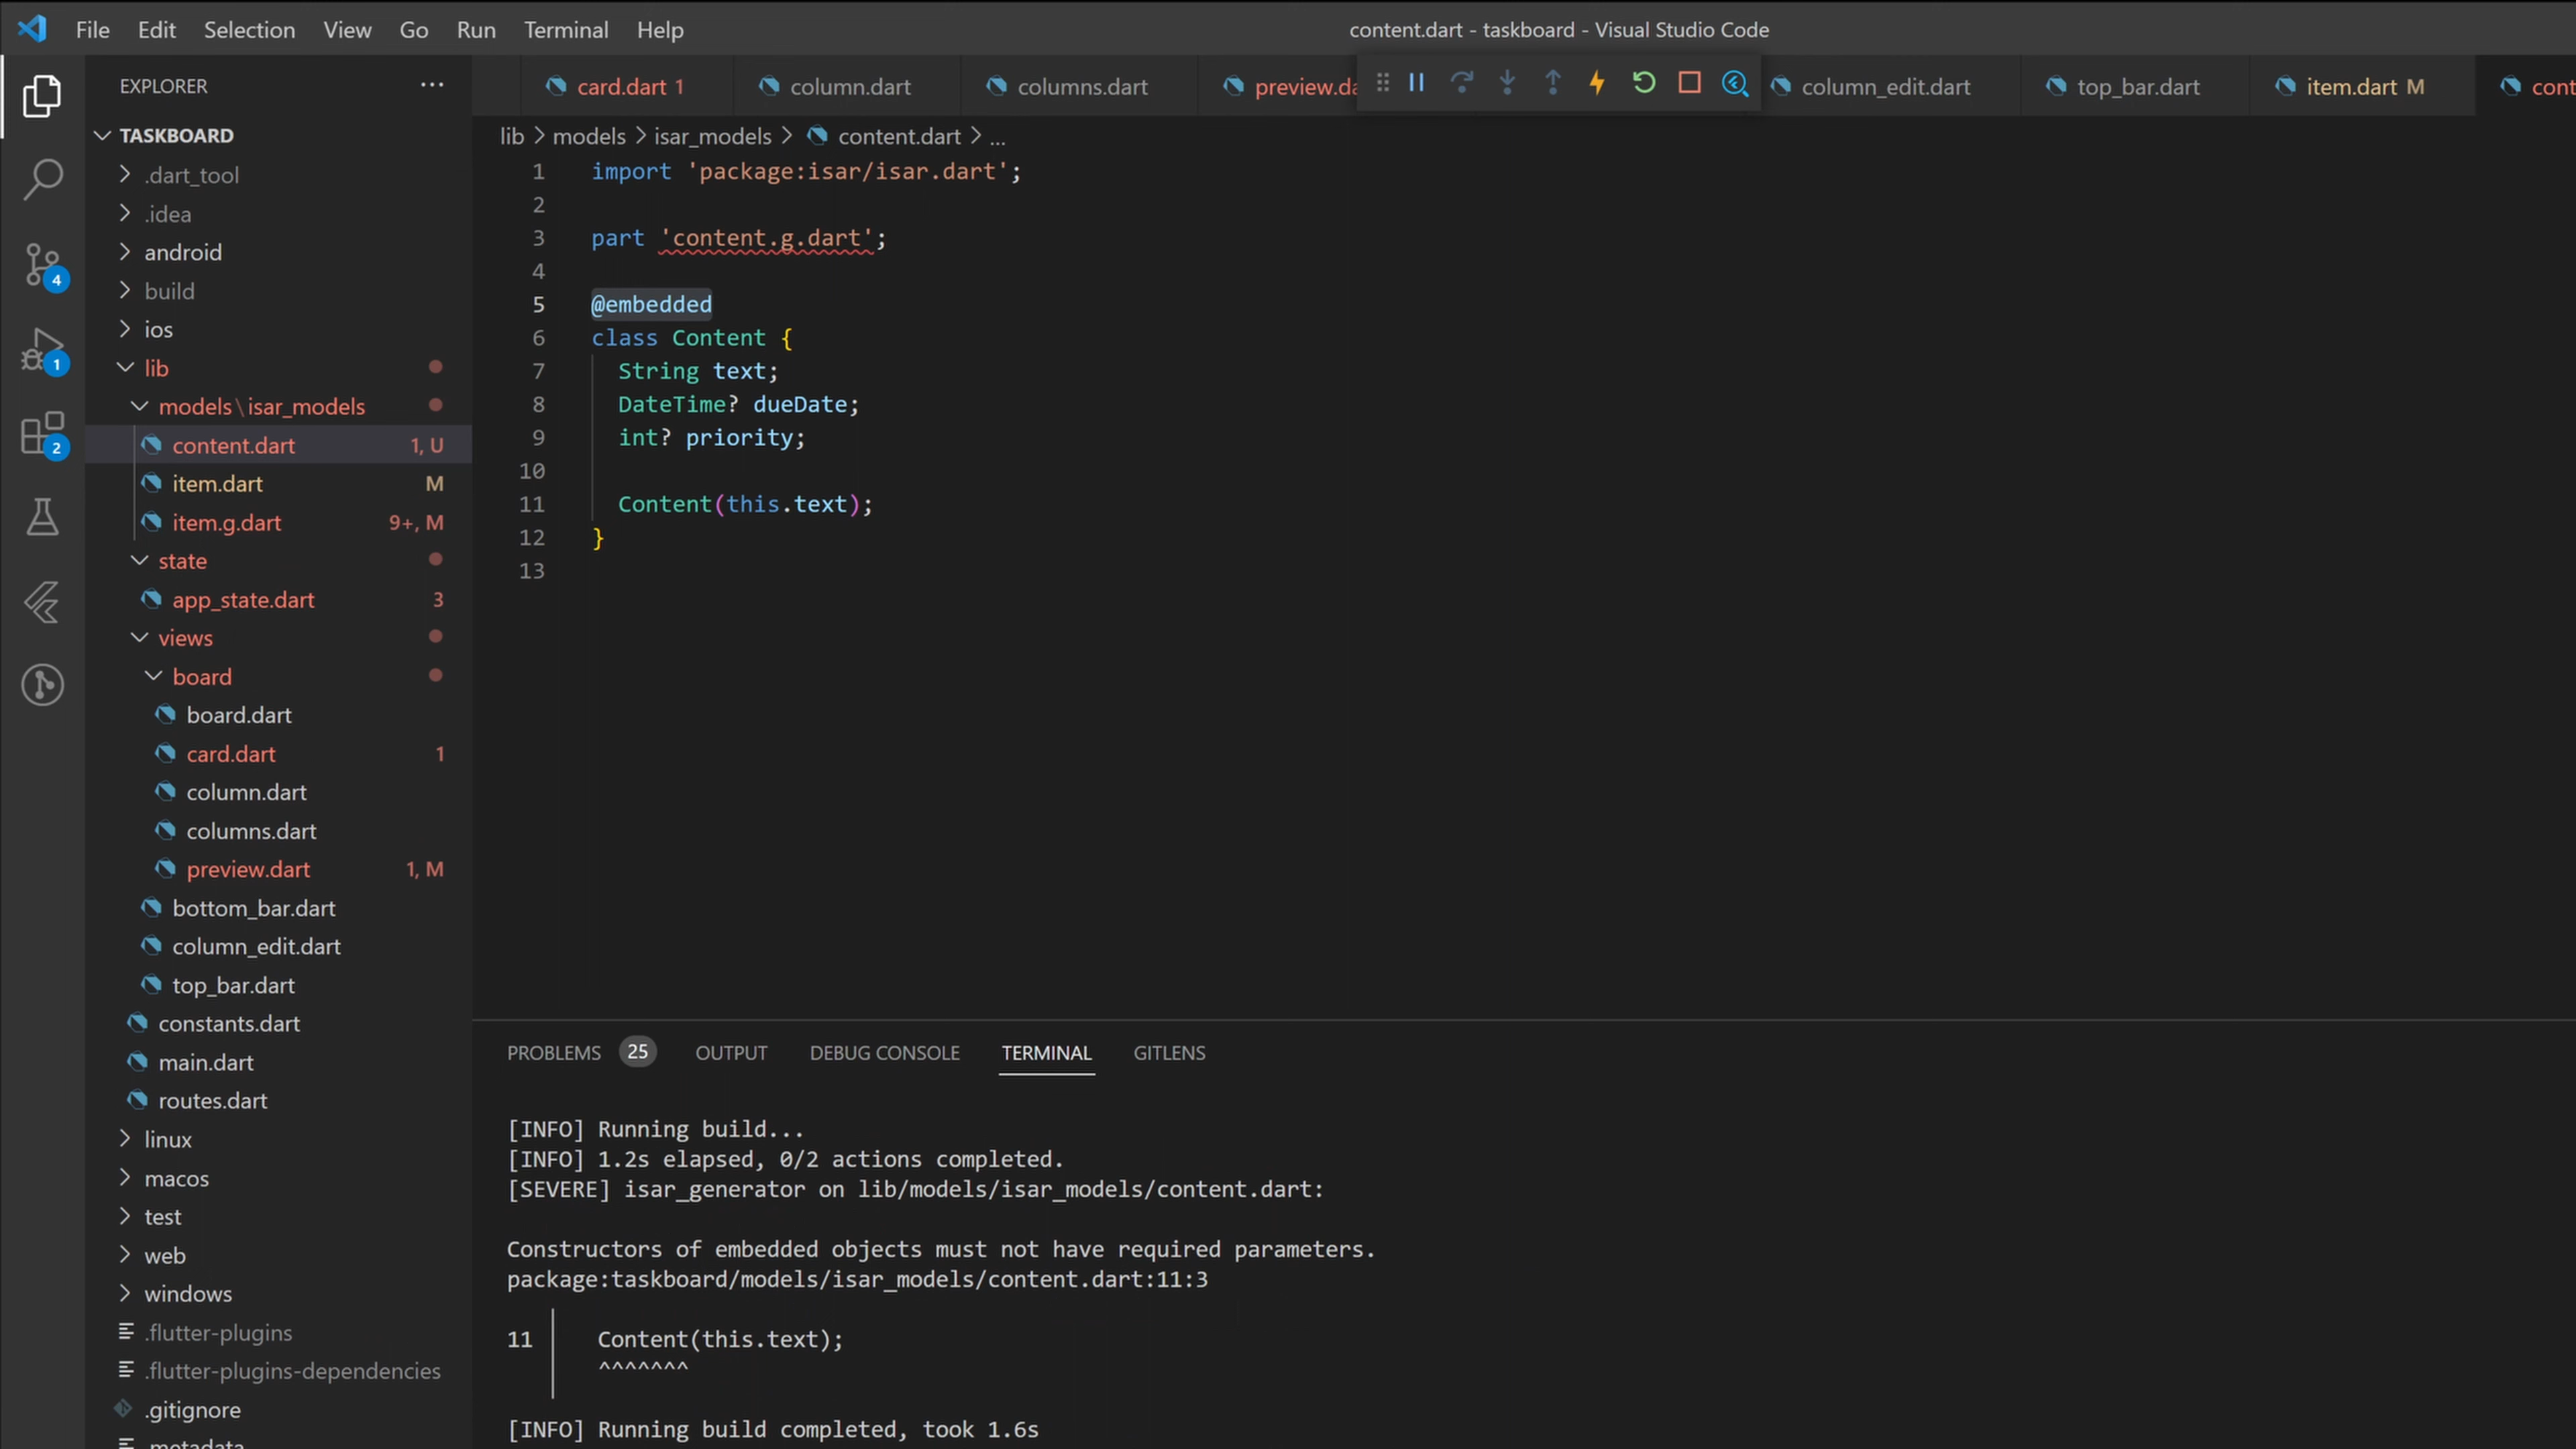 File Edit Selection View Go Run Terminal Help
content.dart - taskboard - Visual Studio Code
EXPLORER ...
TASKBOARD
.dart_tool
.idea
android
build
ios
lib
models\isar_models
content.dart 1, U
item.dart M
item.g.dart 9+, M
state
app_state.dart 3
views
board
board.dart
card.dart 1
column.dart
columns.dart
preview.dart 1, M
bottom_bar.dart
column_edit.dart
top_bar.dart
constants.dart
main.dart
routes.dart
linux
macos
test
web
windows
.flutter-plugins
.flutter-plugins-dependencies
.gitignore
.metadata
4
1
2
card.dart 1 column.dart columns.dart preview.da column_edit.dart top_bar.dart item.dart M cont
lib > models > isar_models > content.dart > ...
1 import 'package:isar/isar.dart';
2
3 part 'content.g.dart';
4
5 @embedded
6 class Content {
7 String text;
8 DateTime? dueDate;
9 int? priority;
10
11 Content(this.text);
12 }
13
PROBLEMS 25 OUTPUT DEBUG CONSOLE TERMINAL GITLENS
[INFO] Running build...
[INFO] 1.2s elapsed, 0/2 actions completed.
[SEVERE] isar_generator on lib/models/isar_models/content.dart:
Constructors of embedded objects must not have required parameters.
package:taskboard/models/isar_models/content.dart:11:3
11 Content(this.text);
^^^^^^^
[INFO] Running build completed, took 1.6s